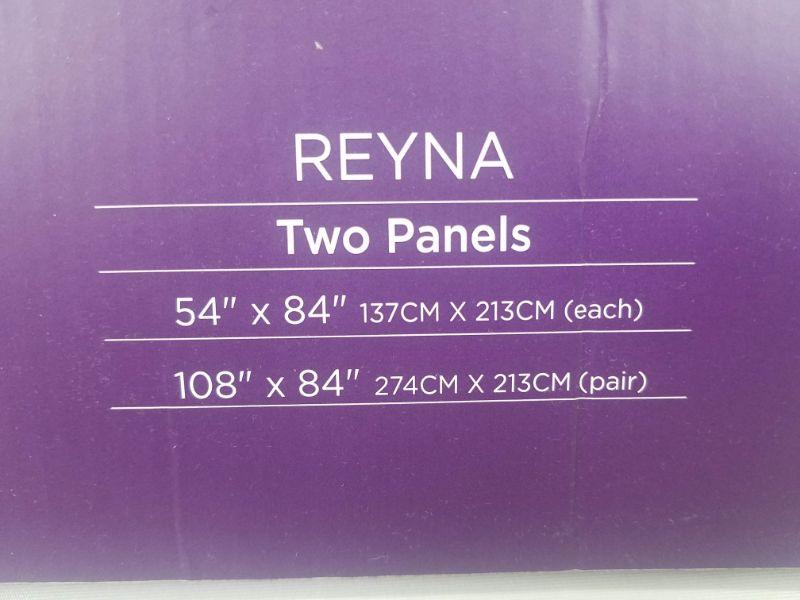 REYNA
Two Panels
54" x 84" 137CM X 213CM (each)
108" x 84" 274CM X 213CM (pair)